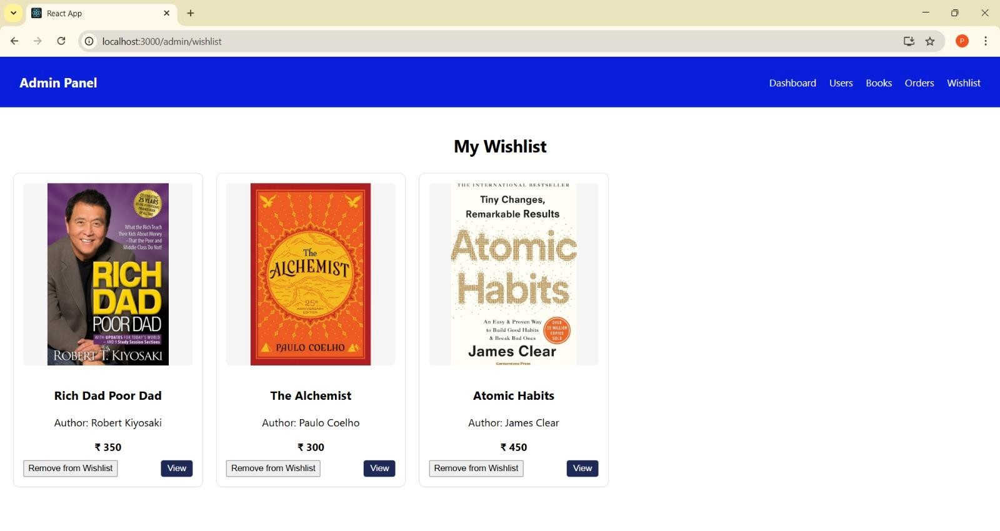 React App
localhost:3000/admin/wishlist
P
Admin Panel
Dashboard Users Books Orders Wishlist
My Wishlist
CELEBRATING
25 YEARS
What the Rich Teach
Their Kids About Money
–That the Poor and
Middle Class Do Not!
RICH
DAD
POOR DAD
WITH UPDATES FOR TODAY'S WORLD
– AND 9 Study Session Sections
ROBERT T. KIYOSAKI
Rich Dad Poor Dad
Author: Robert Kiyosaki
₹ 350
Remove from Wishlist View
The
ALCHEMIST
25th
ANNIVERSARY
EDITION
PAULO COELHO
The Alchemist
Author: Paulo Coelho
₹ 300
Remove from Wishlist View
THE INTERNATIONAL BESTSELLER
Tiny Changes,
Remarkable Results
Atomic
Habits
An Easy & Proven Way
to Build Good Habits
& Break Bad Ones
OVER
25 MILLION
COPIES
SOLD
James Clear
Cornerstone Press
Atomic Habits
Author: James Clear
₹ 450
Remove from Wishlist View